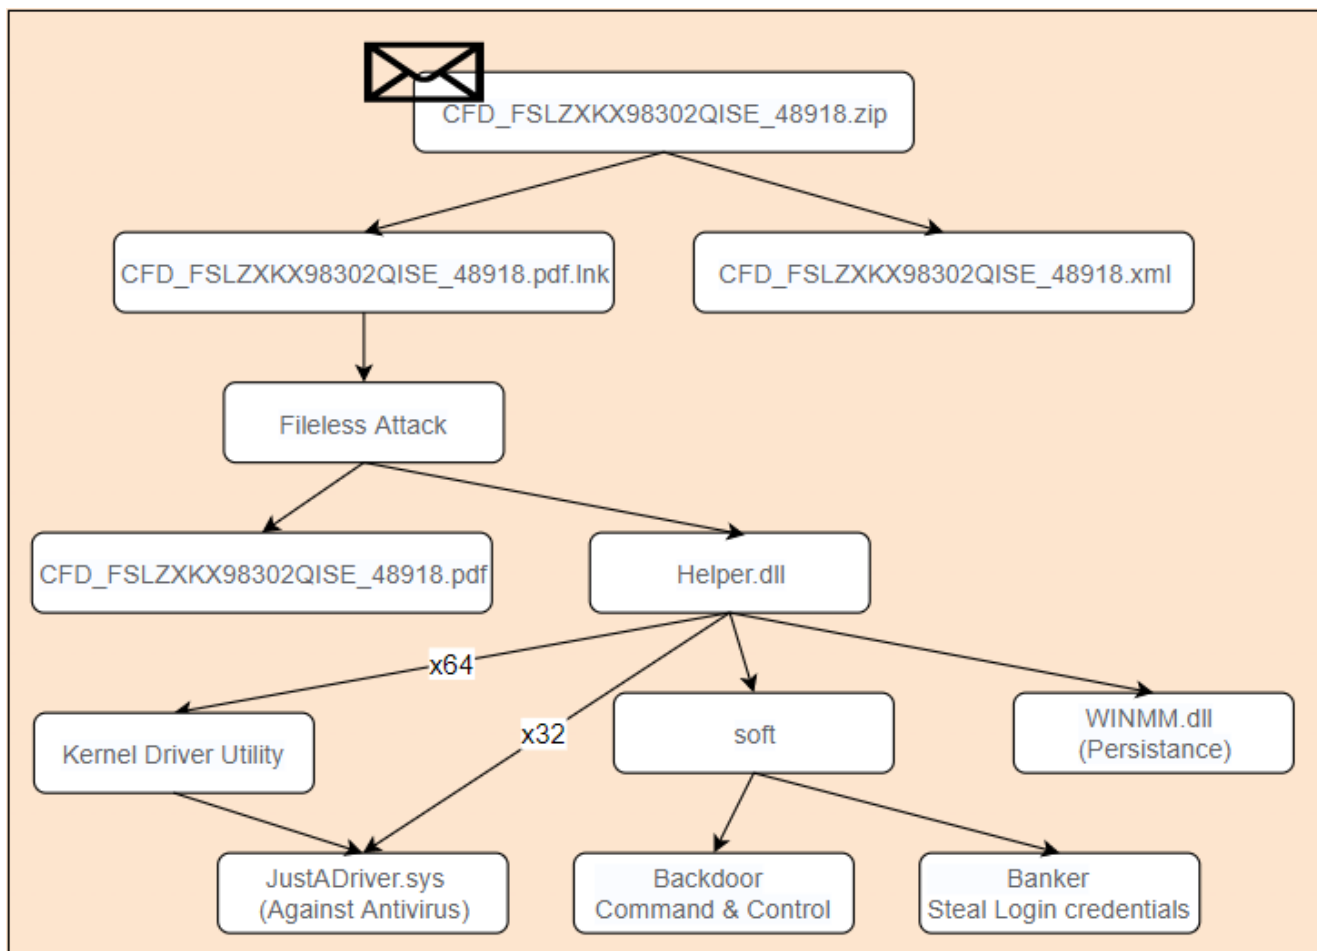 CFD_FSLZXKX98302QISE_48918.zip
CFD_FSLZXKX98302QISE_48918.pdf.lnk
CFD_FSLZXKX98302QISE_48918.xml
Fileless Attack
CFD_FSLZXKX98302QISE_48918.pdf
Helper.dll
x64
x32
Kernel Driver Utility
soft
WINMM.dll
(Persistance)
JustADriver.sys
(Against Antivirus)
Backdoor
Command & Control
Banker
Steal Login credentials